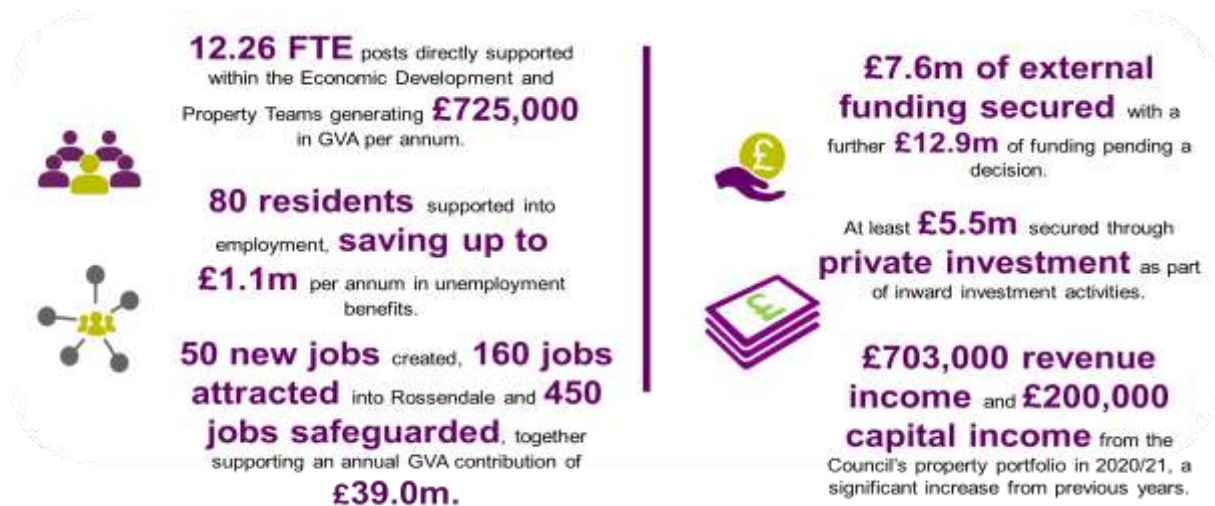 12.26 FTE posts directly supported
within the Economic Development and
Property Teams generating £725,000
in GVA per annum.
80 residents supported into
employment, saving up to
£1.1m per annum in unemployment
benefits.
50 new jobs created, 160 jobs
attracted into Rossendale and 450
jobs safeguarded, together
supporting an annual GVA contribution of
£39.0m.
£7.6m of external
funding secured with a
further £12.9m of funding pending a
decision.
£
At least £5.5m secured through
private investment as part
of inward investment activities.
£
£703,000 revenue
income and £200,000
capital income from the
Council's property portfolio in 2020/21, a
significant increase from previous years.